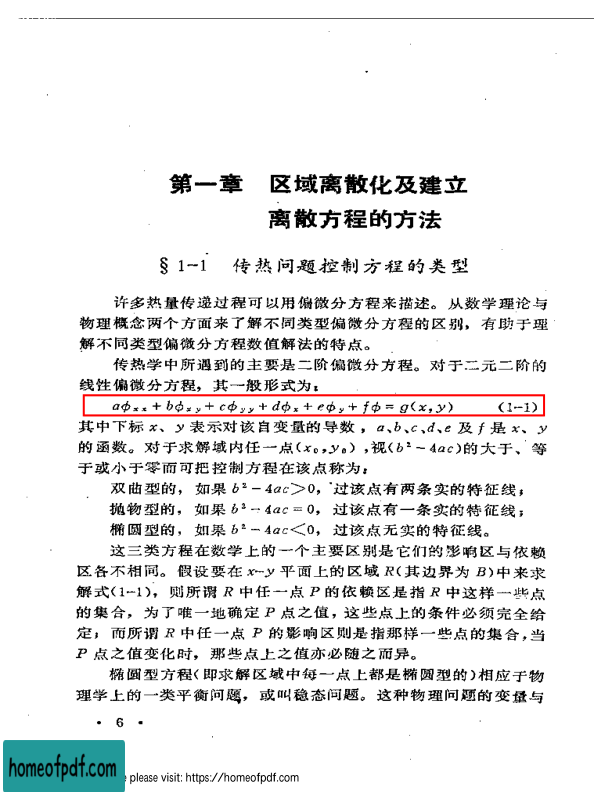 第一章 区域离散化及建立
离散方程的方法
§1-1 传热问题控制方程的类型
许多热量传递过程可以用偏微分方程来描述。从数学理论与
物理概念两个方面来了解不同类型偏微分方程的区别，有助于理
解不同类型偏微分方程数值解法的特点。
传热学中所遇到的主要是二阶偏微分方程。对于二元二阶的
线性偏微分方程，其一般形式为：
aϕₓₓ+bϕₓᵧ+cϕᵧᵧ+dϕₓ+eϕᵧ+fϕ=g(x,y) (1-1)
其中下标 x、y 表示对该自变量的导数，a、b、c、d、e 及 f 是 x、y
的函数。对于求解域内任一点(x₀,y₀)，视(b²-4ac)的大于、等
于或小于零而可把控制方程在该点称为：
双曲型的，如果 b²-4ac>0，过该点有两条实的特征线；
抛物型的，如果 b²-4ac=0，过该点有一条实的特征线；
椭圆型的，如果 b²-4ac<0，过该点无实的特征线。
这三类方程在数学上的一个主要区别是它们的影响区与依赖
区各不相同。假设要在 x-y 平面上的区域 R(其边界为 B)中来求
解式(1-1)，则所谓 R 中任一点 P 的依赖区是指 R 中这样一些点
的集合，为了唯一地确定 P 点之值，这些点上的条件必须完全给
定；而所谓 R 中任一点 P 的影响区则是指那样一些点的集合，当
P 点之值变化时，那些点上之值亦必随之而异。
椭圆型方程(即求解区域中每一点上都是椭圆型的)相应于物
理学上的一类平衡问题，或叫稳态问题。这种物理问题的变量与
• 6 •
homeofpdf.com
please visit: https://homeofpdf.com